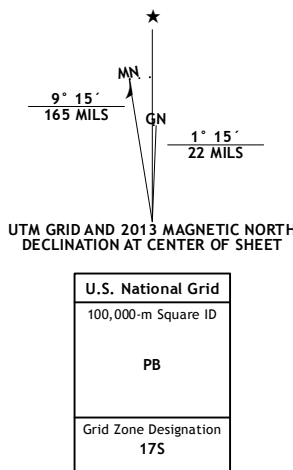 MN
GN
9° 15´
165 MILS
1° 15´
22 MILS
UTM GRID AND 2013 MAGNETIC NORTH
DECLINATION AT CENTER OF SHEET
U.S. National Grid
100,000-m Square ID
PB
Grid Zone Designation
17S